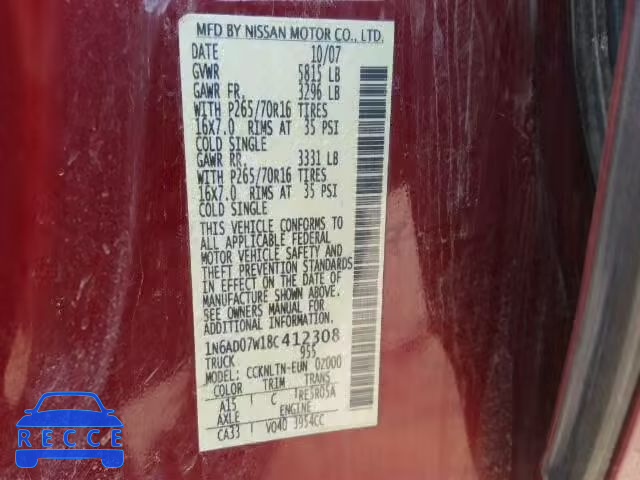 MFD BY NISSAN MOTOR CO., LTD.
DATE 10/07
GVWR 5815 LB
GAWR FR. 3296 LB
WITH P265/70R16 TIRES
16X7.0 RIMS AT 35 PSI
COLD SINGLE
GAWR RR. 3331 LB
WITH P265/70R16 TIRES
16X7.0 RIMS AT 35 PSI
COLD SINGLE
THIS VEHICLE CONFORMS TO
ALL APPLICABLE FEDERAL
MOTOR VEHICLE SAFETY AND
THEFT PREVENTION STANDARDS
IN EFFECT ON THE DATE OF
MANUFACTURE SHOWN ABOVE.
SEE OWNERS MANUAL FOR
MORE INFORMATION.
1N6AD07W18C412308
TRUCK 955
MODEL: CCKNLTN-EUN 02000
COLOR TRIM TRANS
A15 C RE5R05A
AXLE ENGINE
CA33 VQ40 3954CC
RECCE
WWW.RECCE.PRO